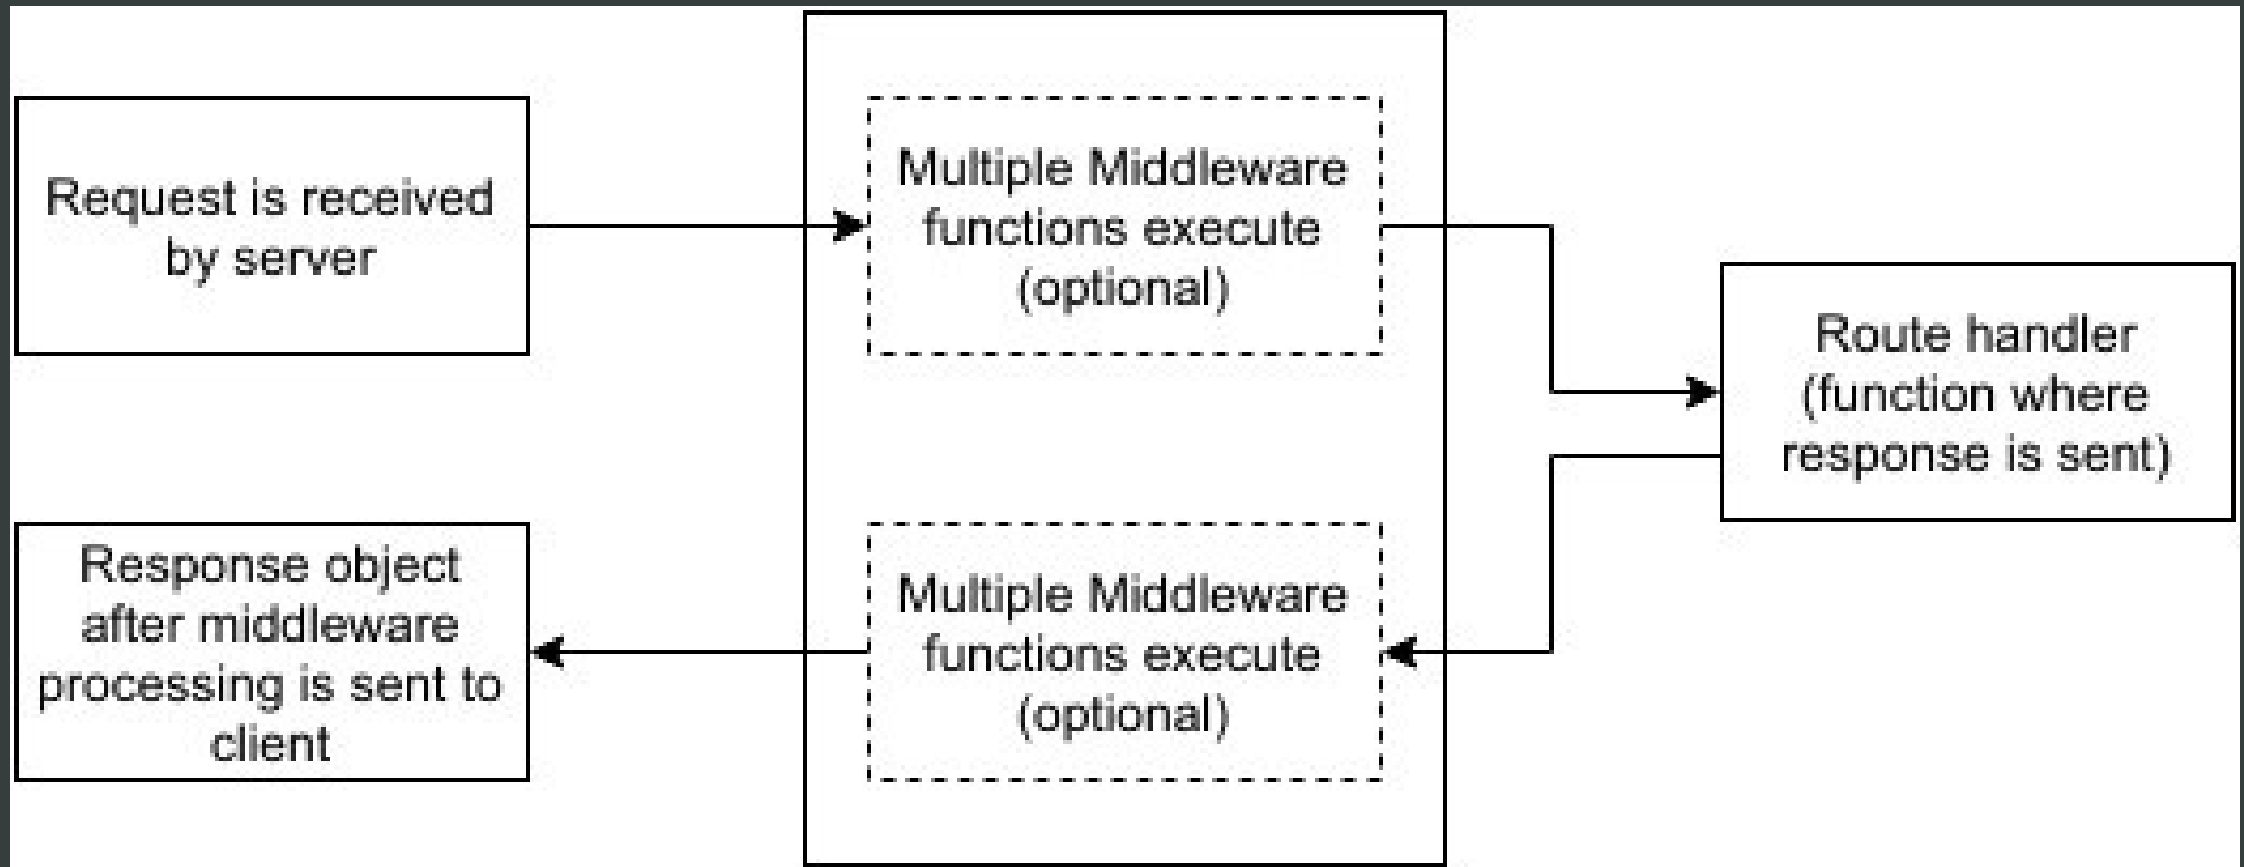 Request is received
by server
Multiple Middleware
functions execute
(optional)
Route handler
(function where
response is sent)
Response object
after middleware
processing is sent to
client
Multiple Middleware
functions execute
(optional)